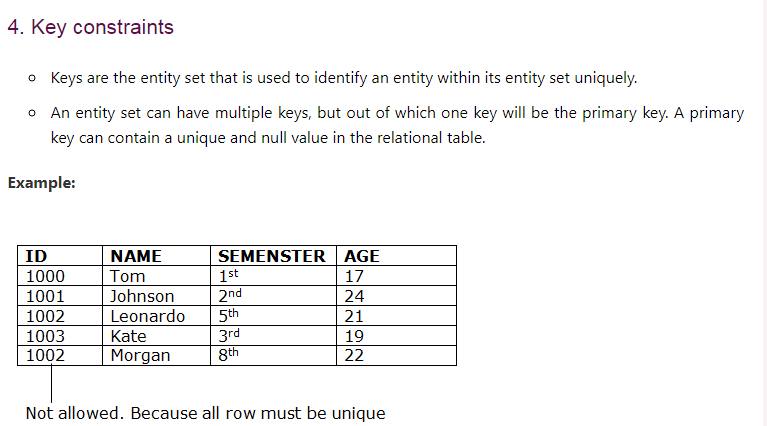 4. Key constraints
Keys are the entity set that is used to identify an entity within its entity set uniquely.
An entity set can have multiple keys, but out of which one key will be the primary key. A primary
key can contain a unique and null value in the relational table.
Example:
ID NAME SEMENSTER AGE
1000 Tom 1st 17
1001 Johnson 2nd 24
1002 Leonardo 5th 21
1003 Kate 3rd 19
1002 Morgan 8th 22
Not allowed. Because all row must be unique